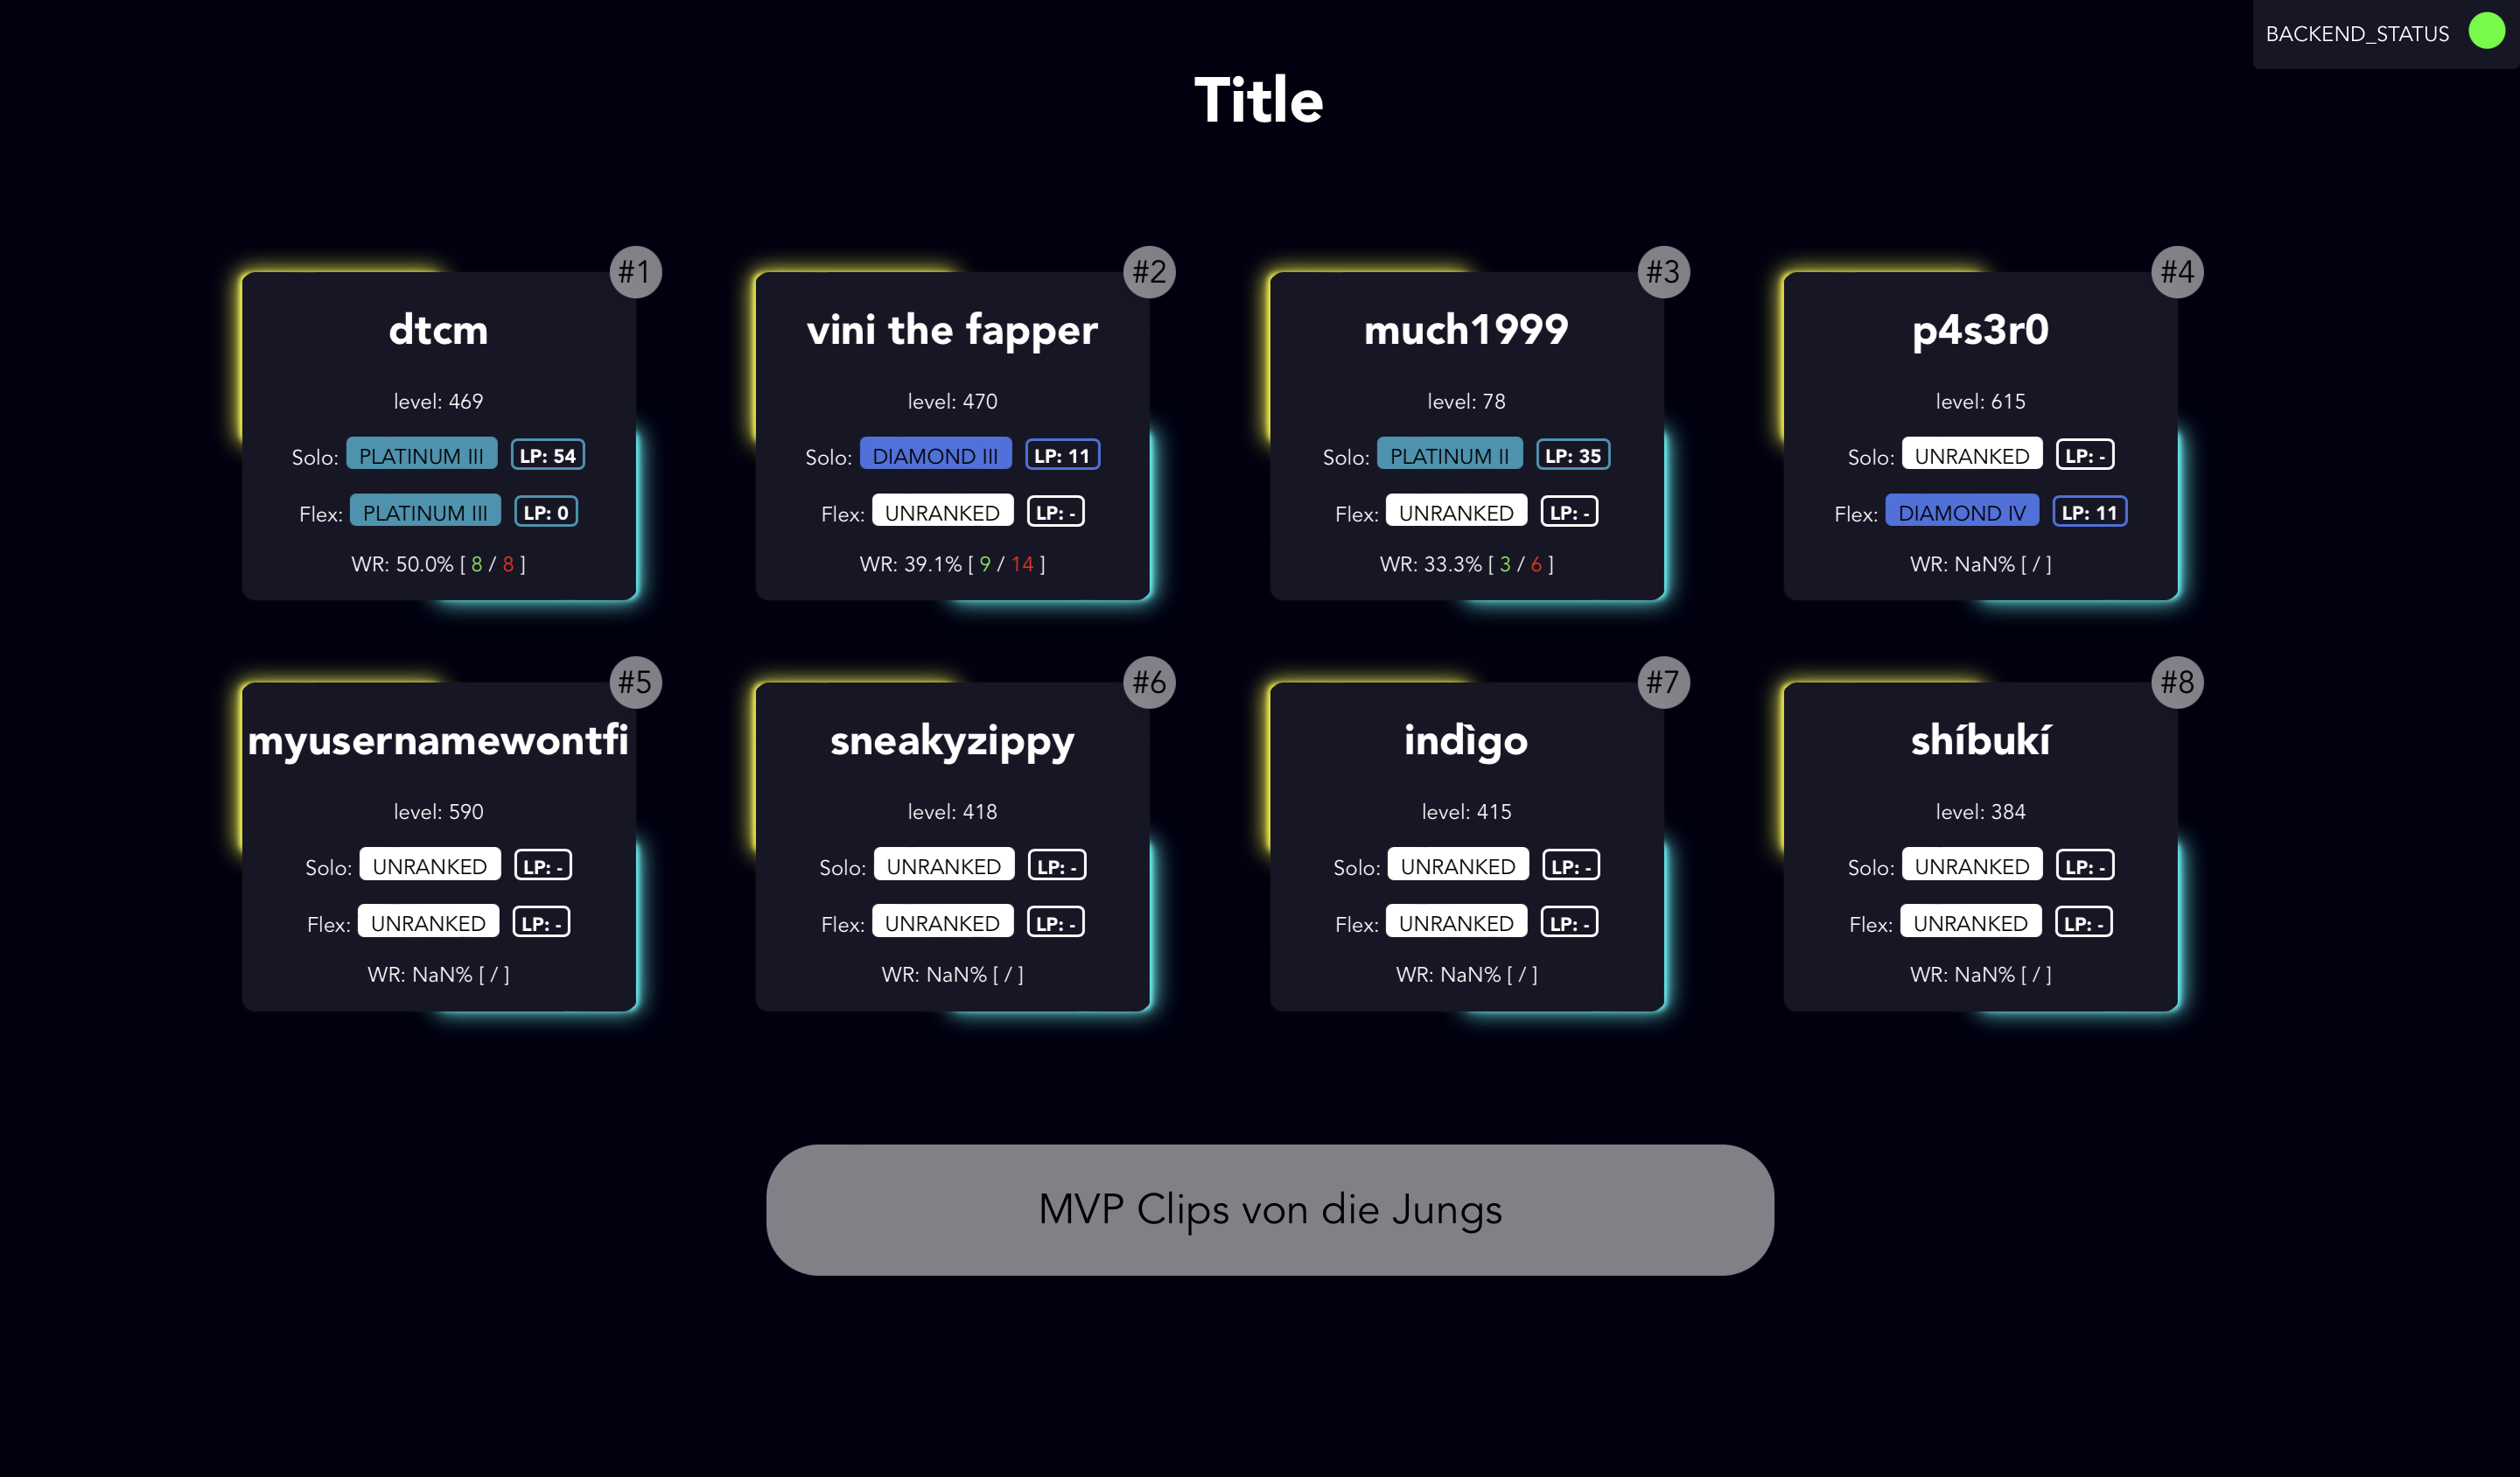 BACKEND_STATUS
Title
#1
dtcm
level: 469
Solo: PLATINUM III LP: 54
Flex: PLATINUM III LP: 0
WR: 50.0% [ 8 / 8 ]
#2
vini the fapper
level: 470
Solo: DIAMOND III LP: 11
Flex: UNRANKED LP: -
WR: 39.1% [ 9 / 14 ]
#3
much1999
level: 78
Solo: PLATINUM II LP: 35
Flex: UNRANKED LP: -
WR: 33.3% [ 3 / 6 ]
#4
p4s3r0
level: 615
Solo: UNRANKED LP: -
Flex: DIAMOND IV LP: 11
WR: NaN% [ / ]
#5
myusernamewontfi
level: 590
Solo: UNRANKED LP: -
Flex: UNRANKED LP: -
WR: NaN% [ / ]
#6
sneakyzippy
level: 418
Solo: UNRANKED LP: -
Flex: UNRANKED LP: -
WR: NaN% [ / ]
#7
indìgo
level: 415
Solo: UNRANKED LP: -
Flex: UNRANKED LP: -
WR: NaN% [ / ]
#8
shíbukí
level: 384
Solo: UNRANKED LP: -
Flex: UNRANKED LP: -
WR: NaN% [ / ]
MVP Clips von die Jungs